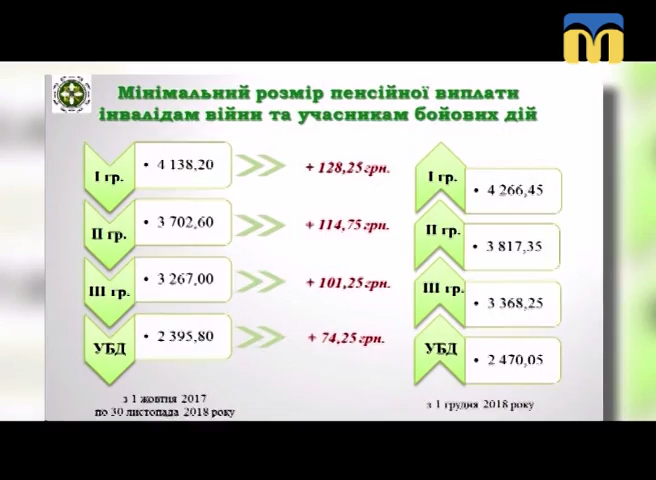 Мінімальний розмір пенсійної виплати
інвалідам війни та учасникам бойових дій
І гр.
• 4 138,20
+ 128,25 грн.
І гр.
• 4 266,45
ІІ гр.
• 3 702,60
+ 114,75 грн.
ІІ гр.
• 3 817,35
ІІІ гр.
• 3 267,00
+ 101,25 грн.
ІІІ гр.
• 3 368,25
УБД
• 2 395,80
+ 74,25 грн.
УБД
• 2 470,05
з 1 жовтня 2017
по 30 листопада 2018 року
з 1 грудня 2018 року